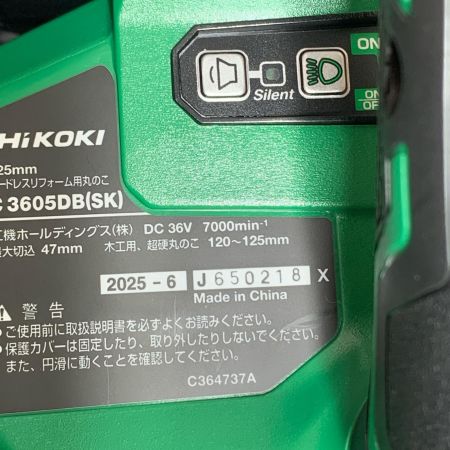 ON
Silent
ON
HiKOKI
25mm
ードレスリフォーム用丸のこ
C 3605DB(SK)
工機ホールディングス(株) DC 36V 7000min⁻¹
最大切込 47mm 木工用、超硬丸のこ 120～125mm
2025-6 J 650218 X
Made in China
警告
ご使用前に取扱説明書を必ずよくお読みください。
保護カバーは固定したり、取り外したりしないでください。
また、円滑に動くことを確認してください。
C364737A